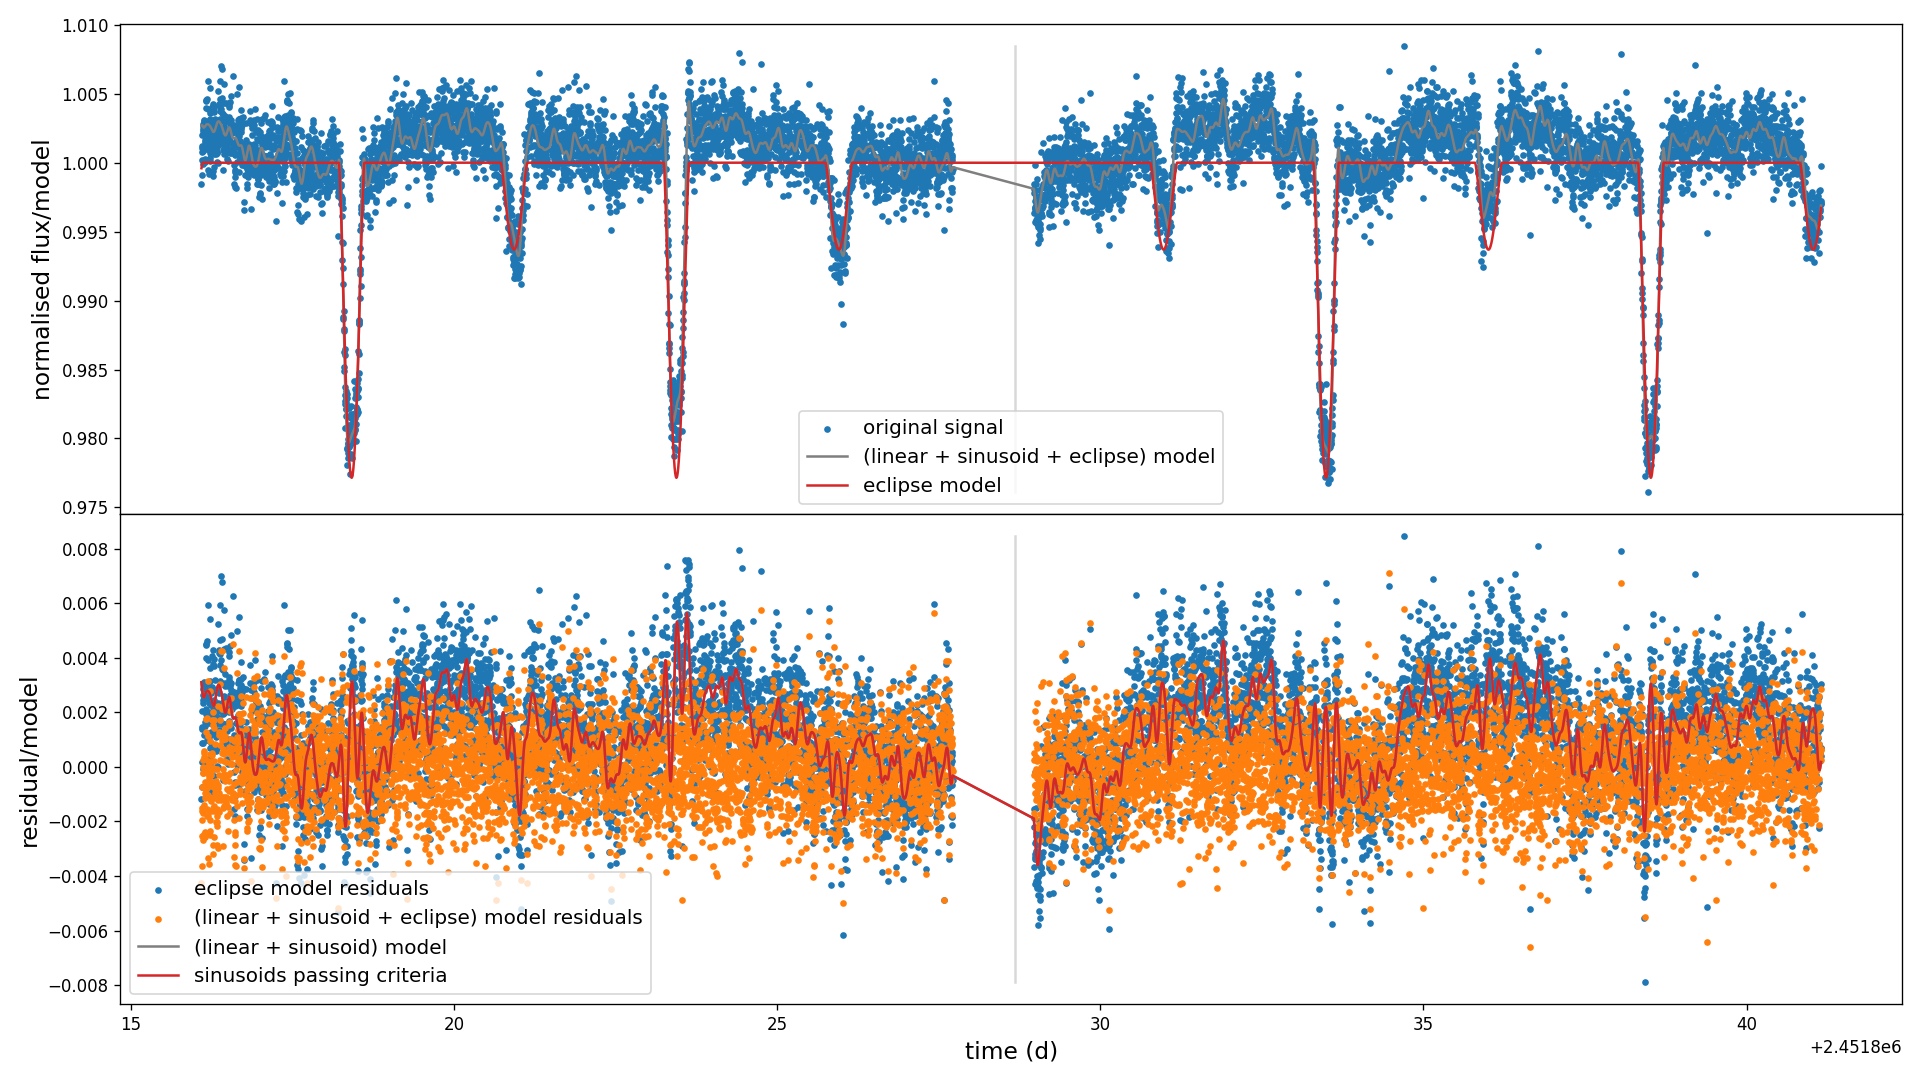 1.010
1.005
1.000
0.995
0.990
0.985
0.980
0.975
normalised flux/model
original signal
(linear + sinusoid + eclipse) model
eclipse model
0.008
0.006
0.004
0.002
0.000
−0.002
−0.004
−0.006
−0.008
residual/model
eclipse model residuals
(linear + sinusoid + eclipse) model residuals
(linear + sinusoid) model
sinusoids passing criteria
15
20
25
30
35
40
time (d)
+2.4518e6